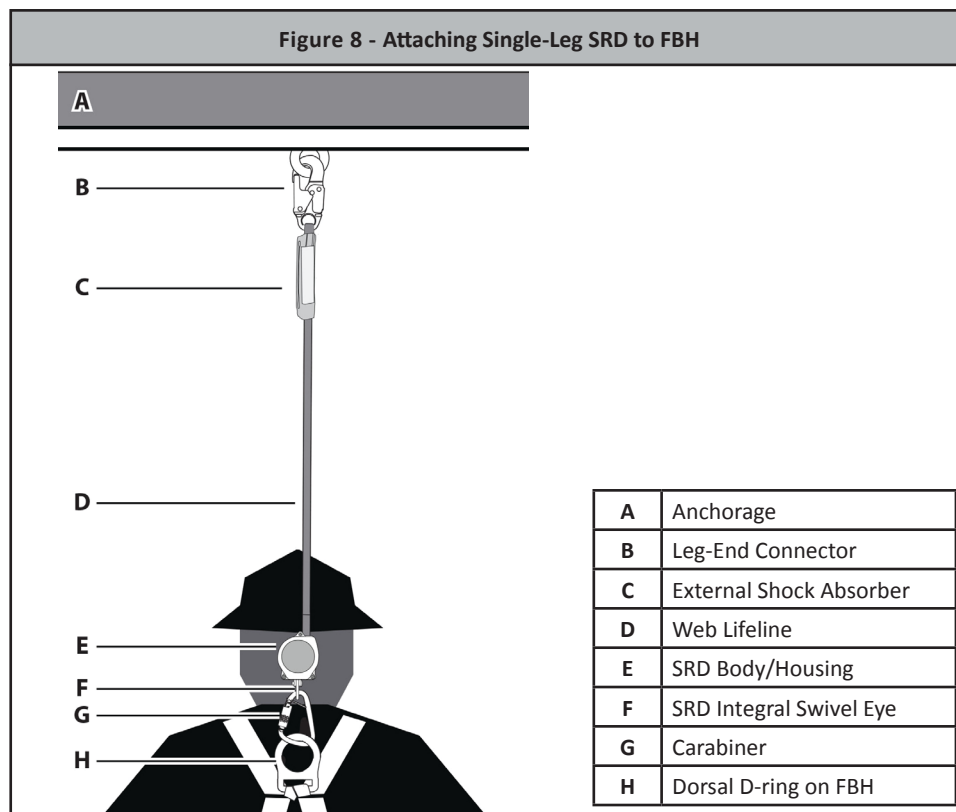 Figure 8 - Attaching Single-Leg SRD to FBH
A
B
C
D
E
F
G
H
A Anchorage
B Leg-End Connector
C External Shock Absorber
D Web Lifeline
E SRD Body/Housing
F SRD Integral Swivel Eye
G Carabiner
H Dorsal D-ring on FBH